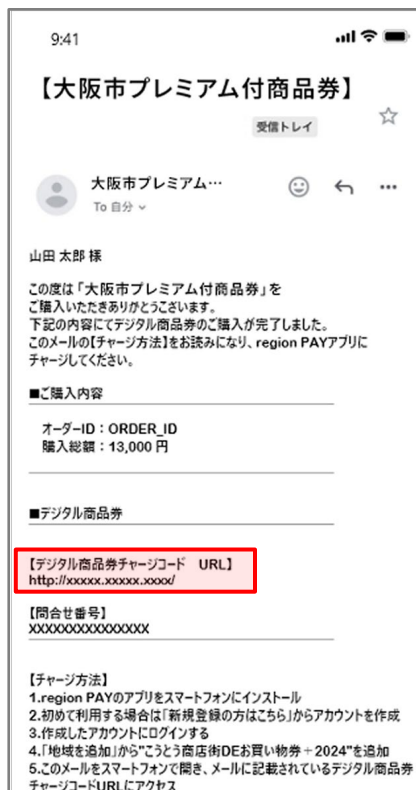 9:41
【大阪市プレミアム付商品券】
受信トレイ
大阪市プレミアム…
To 自分
山田 太郎 様
この度は「大阪市プレミアム付商品券」を
ご購入いただきありがとうございます。
下記の内容にてデジタル商品券のご購入が完了しました。
このメールの【チャージ方法】をお読みになり、region PAYアプリに
チャージしてください。
■ご購入内容
オーダーID：ORDER_ID
購入総額：13,000 円
■デジタル商品券
【デジタル商品券チャージコード　URL】
http://xxxxx.xxxxx.xxxx/
【問合せ番号】
XXXXXXXXXXXXXXX
【チャージ方法】
1.region PAYのアプリをスマートフォンにインストール
2.初めて利用する場合は「新規登録の方はこちら」からアカウントを作成
3.作成したアカウントにログインする
4.「地域を追加」から"こうとう商店街DEお買い物券＋2024"を追加
5.このメールをスマートフォンで開き、メールに記載されているデジタル商品券
チャージコードURLにアクセス